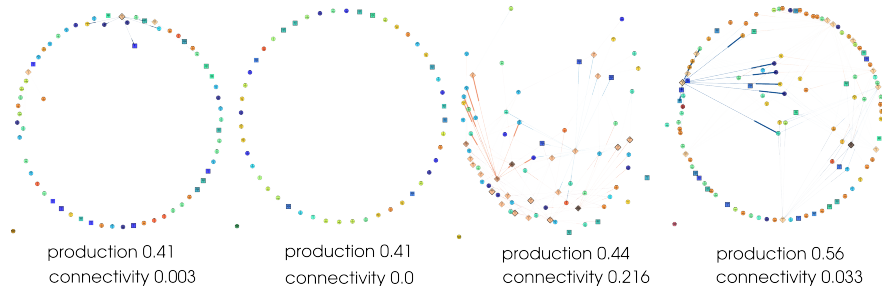 production 0.41
connectivity 0.003
production 0.41
connectivity 0.0
production 0.44
connectivity 0.216
production 0.56
connectivity 0.033